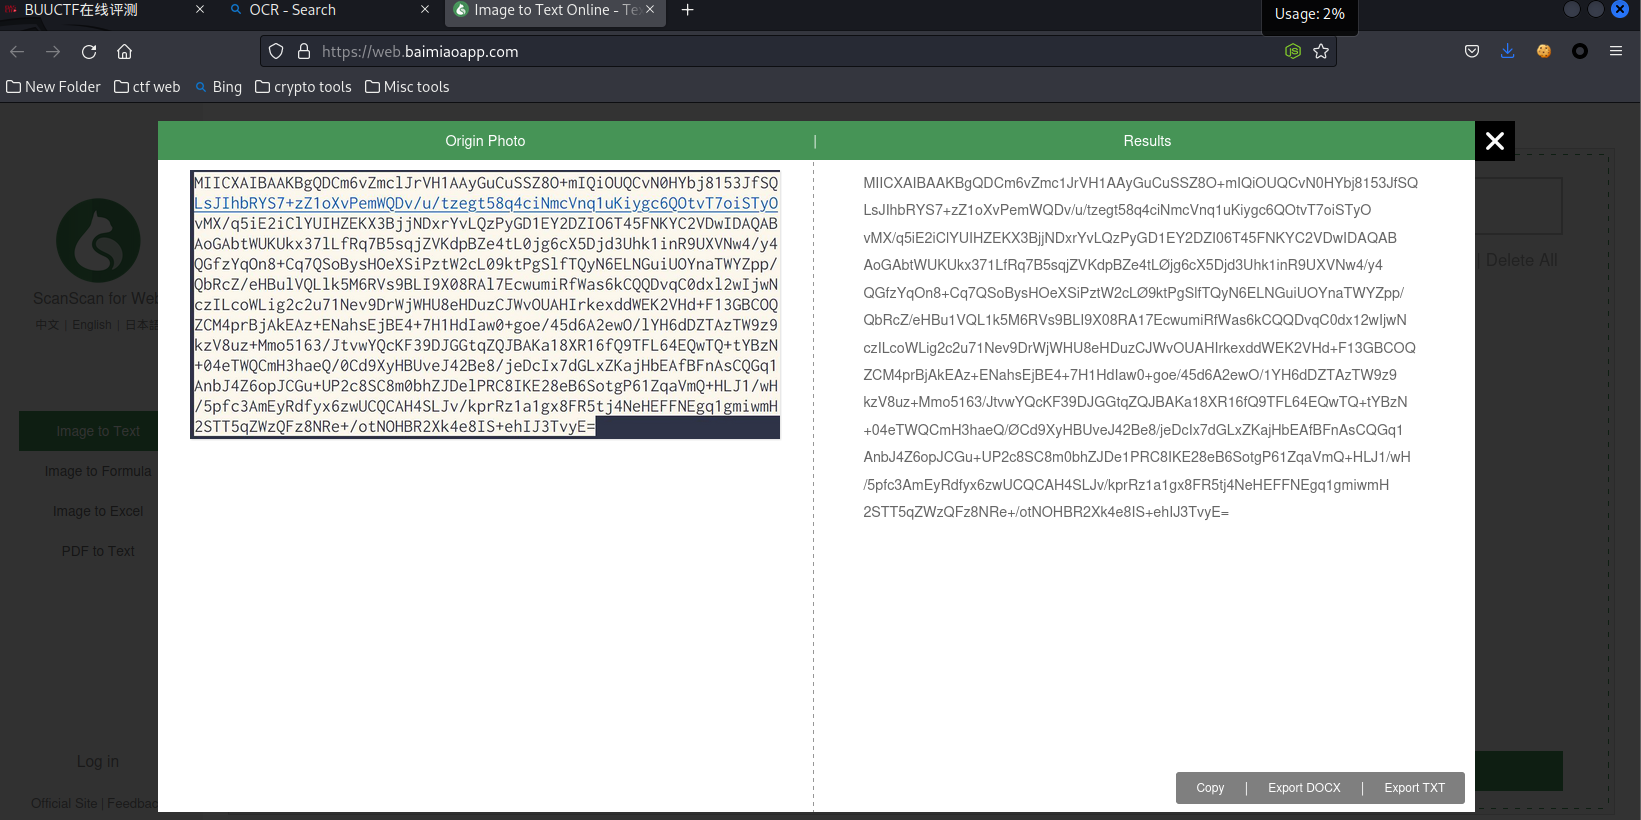 BUUCTF在线评测
OCR - Search
Image to Text Online - Te
Usage: 2%
https://web.baimiaoapp.com
New Folder
ctf web
Bing
crypto tools
Misc tools
Origin Photo | Results
MIICXAIBAAKBgQDCm6vZmclJrVH1AAyGuCuSSZ8O+mIQiOUQCvN0HYbj8153JfSQ
LsJIhbRYS7+zZ1oXvPemWQDv/u/tzegt58q4ciNmcVnq1uKiygc6QOtvT7oiSTyO
vMX/q5iE2iClYUIHZEKX3BjjNDxrYvLQzPyGD1EY2DZIO6T45FNKYC2VDwIDAQAB
AoGAbtWUKUkx37lLfRq7B5sqjZVKdpBZe4tL0jg6cX5Djd3Uhk1inR9UXVNw4/y4
QGfzYqOn8+Cq7QSoBysHOeXSiPztW2cL09ktPgSlfTQyN6ELNGuiUOYnaTWYZpp/
QbRcZ/eHBulVQLlk5M6RVs9BLI9X08RAl7EcwumiRfWas6kCQQDvqC0dxl2wIjwN
czILcoWLig2c2u71Nev9DrWjWHU8eHDuzCJWvOUAHIrkexddWEK2VHd+F13GBCOQ
ZCM4prBjAkEAz+ENahsEjBE4+7H1HdIaw0+goe/45d6A2ewO/lYH6dDZTAzTW9z9
kzV8uz+Mmo5163/JtvwYQcKF39DJGGtqZQJBAKa18XR16fQ9TFL64EQwTQ+tYBzN
+04eTWQCmH3haeQ/0Cd9XyHBUveJ42Be8/jeDcIx7dGLxZKajHbEAfBFnAsCQGq1
AnbJ4Z6opJCGu+UP2c8SC8m0bhZJDelPRC8IKE28eB6SotgP61ZqaVmQ+HLJ1/wH
/5pfc3AmEyRdfyx6zwUCQCAH4SLJv/kprRz1a1gx8FR5tj4NeHEFFNEgq1gmiwmH
2STT5qZWzQFz8NRe+/otNOHBR2Xk4e8IS+ehIJ3TvyE=
MIICXAIBAAKBgQDCm6vZmc1JrVH1AAyGuCuSSZ8O+mIQiOUQCvN0HYbj8153JfSQ
LsJIhbRYS7+zZ1oXvPemWQDv/u/tzegt58q4ciNmcVnq1uKiygc6QOtvT7oiSTyO
vMX/q5iE2iClYUIHZEKX3BjjNDxrYvLQzPyGD1EY2DZI06T45FNKYC2VDwIDAQAB
AoGAbtWUKUkx371LfRq7B5sqjZVKdpBZe4tLØjg6cX5Djd3Uhk1inR9UXVNw4/y4
QGfzYqOn8+Cq7QSoBysHOeXSiPztW2cLØ9ktPgSlfTQyN6ELNGuiUOYnaTWYZpp/
QbRcZ/eHBu1VQL1k5M6RVs9BLI9X08RA17EcwumiRfWas6kCQQDvqC0dx12wIjwN
czILcoWLig2c2u71Nev9DrWjWHU8eHDuzCJWvOUAHIrkexddWEK2VHd+F13GBCOQ
ZCM4prBjAkEAz+ENahsEjBE4+7H1HdIaw0+goe/45d6A2ewO/1YH6dDZTAzTW9z9
kzV8uz+Mmo5163/JtvwYQcKF39DJGGtqZQJBAKa18XR16fQ9TFL64EQwTQ+tYBzN
+04eTWQCmH3haeQ/ØCd9XyHBUveJ42Be8/jeDcIx7dGLxZKajHbEAfBFnAsCQGq1
AnbJ4Z6opJCGu+UP2c8SC8m0bhZJDe1PRC8IKE28eB6SotgP61ZqaVmQ+HLJ1/wH
/5pfc3AmEyRdfyx6zwUCQCAH4SLJv/kprRz1a1gx8FR5tj4NeHEFFNEgq1gmiwmH
2STT5qZWzQFz8NRe+/otNOHBR2Xk4e8IS+ehIJ3TvyE=
ScanScan for Web
中文 | English | 日本語
Delete All
Image to Text
Image to Formula
Image to Excel
PDF to Text
Log in
Official Site | Feedbac
Copy | Export DOCX | Export TXT